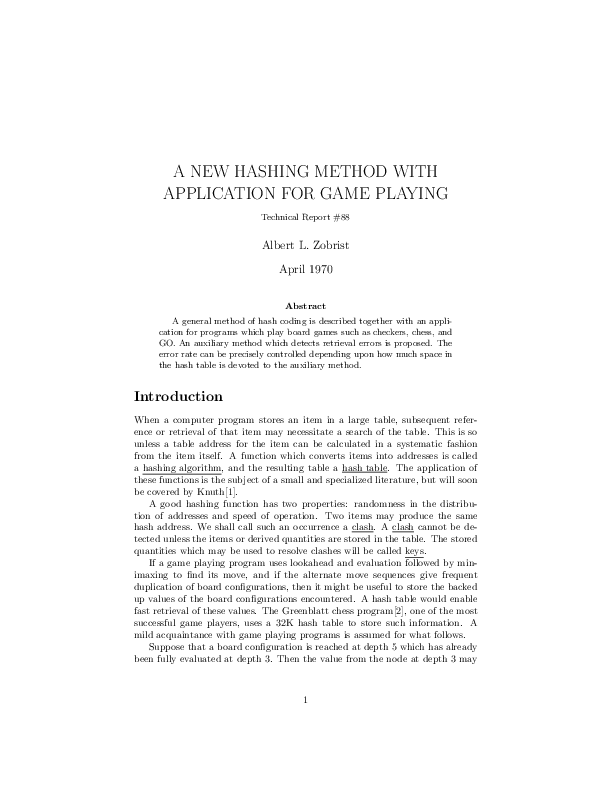 A NEW HASHING METHOD WITH
APPLICATION FOR GAME PLAYING
Technical Report #88
Albert L. Zobrist
April 1970
Abstract
A general method of hash coding is described together with an appli-
cation for programs which play board games such as checkers, chess, and
GO. An auxiliary method which detects retrieval errors is proposed. The
error rate can be precisely controlled depending upon how much space in
the hash table is devoted to the auxiliary method.
Introduction
When a computer program stores an item in a large table, subsequent refer-
ence or retrieval of that item may necessitate a search of the table. This is so
unless a table address for the item can be calculated in a systematic fashion
from the item itself. A function which converts items into addresses is called
a hashing algorithm, and the resulting table a hash table. The application of
these functions is the subject of a small and specialized literature, but will soon
be covered by Knuth[1].
A good hashing function has two properties: randomness in the distribu-
tion of addresses and speed of operation. Two items may produce the same
hash address. We shall call such an occurrence a clash. A clash cannot be de-
tected unless the items or derived quantities are stored in the table. The stored
quantities which may be used to resolve clashes will be called keys.
If a game playing program uses lookahead and evaluation followed by min-
imaxing to find its move, and if the alternate move sequences give frequent
duplication of board configurations, then it might be useful to store the backed
up values of the board configurations encountered. A hash table would enable
fast retrieval of these values. The Greenblatt chess program[2], one of the most
successful game players, uses a 32K hash table to store such information. A
mild acquaintance with game playing programs is assumed for what follows.
Suppose that a board configuration is reached at depth 5 which has already
been fully evaluated at depth 3. Then the value from the node at depth 3 may
1